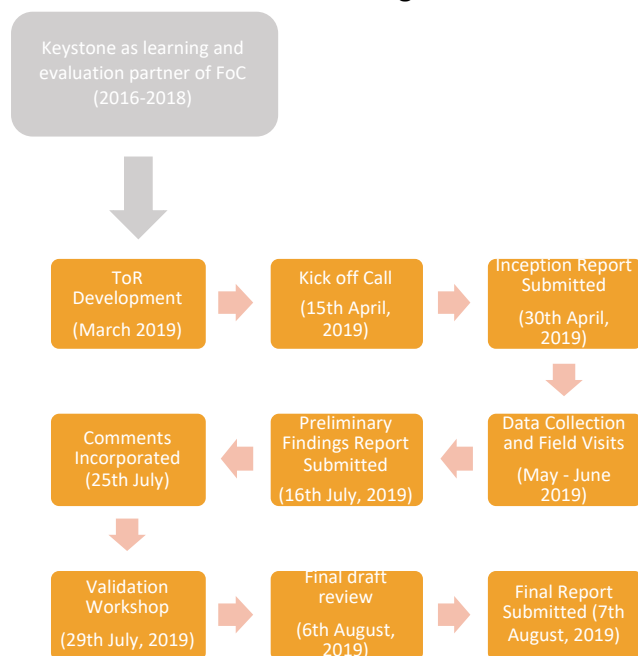 Keystone as learning and
evaluation partner of FoC
(2016-2018)
ToR
Development
(March 2019)
Kick off Call
(15th April,
2019)
Inception Report
Submitted
(30th April,
2019)
Data Collection
and Field Visits
(May - June
2019)
Preliminary
Findings Report
Submitted
(16th July, 2019)
Comments
Incorporated
(25th July)
Validation
Workshop
(29th July, 2019)
Final draft
review
(6th August,
2019)
Final Report
Submitted (7th
August, 2019)